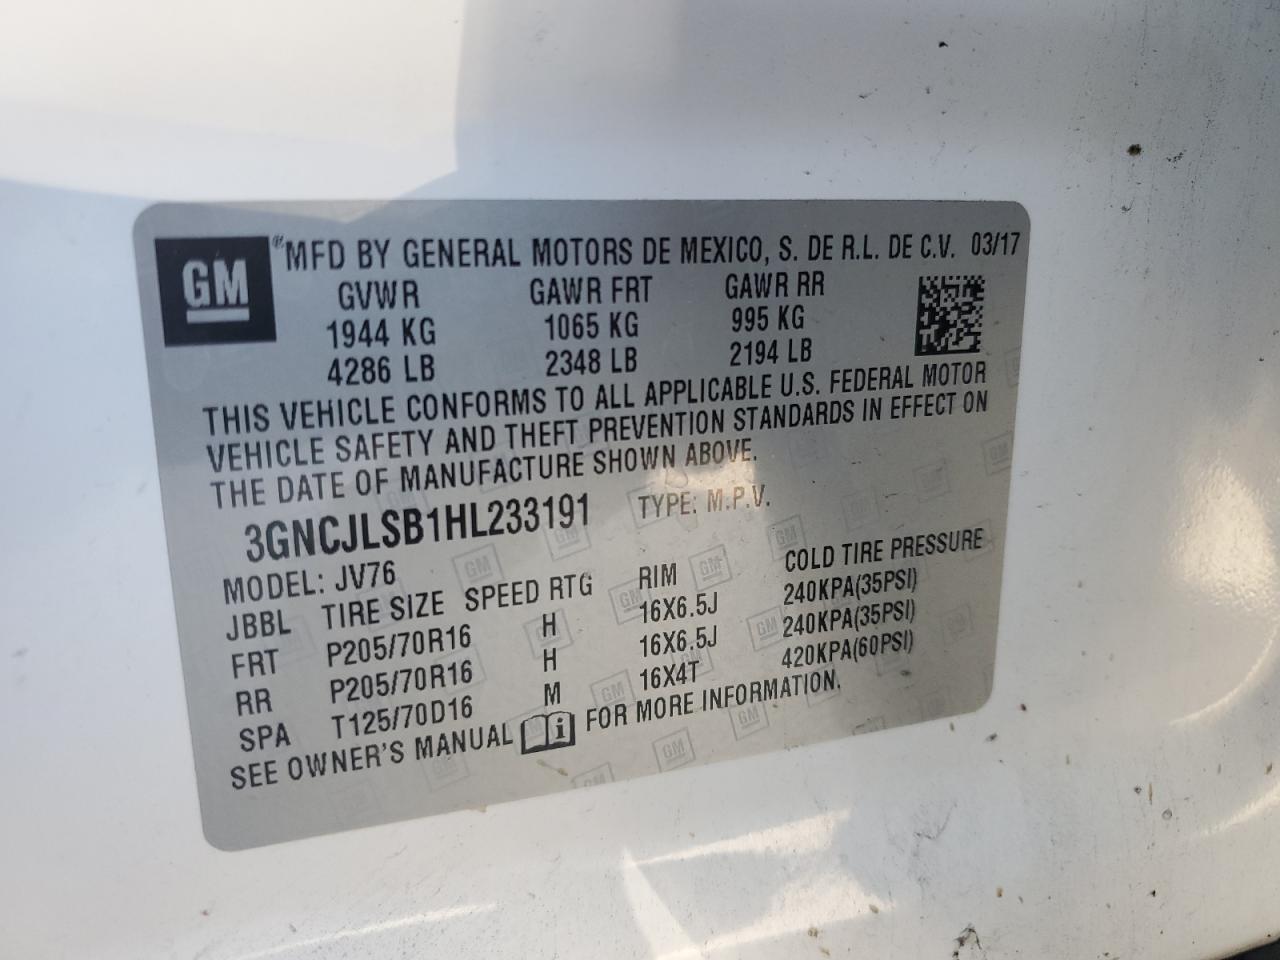 GM
® MFD BY GENERAL MOTORS DE MEXICO, S. DE R.L. DE C.V. 03/17
GVWR GAWR FRT GAWR RR
1944 KG 1065 KG 995 KG
4286 LB 2348 LB 2194 LB
THIS VEHICLE CONFORMS TO ALL APPLICABLE U.S. FEDERAL MOTOR
VEHICLE SAFETY AND THEFT PREVENTION STANDARDS IN EFFECT ON
THE DATE OF MANUFACTURE SHOWN ABOVE.
3GNCJLSB1HL233191 TYPE: M.P.V.
MODEL: JV76
JBBL TIRE SIZE SPEED RTG RIM COLD TIRE PRESSURE
FRT P205/70R16 H 16X6.5J 240KPA(35PSI)
RR P205/70R16 H 16X6.5J 240KPA(35PSI)
SPA T125/70D16 M 16X4T 420KPA(60PSI)
SEE OWNER'S MANUAL i FOR MORE INFORMATION.